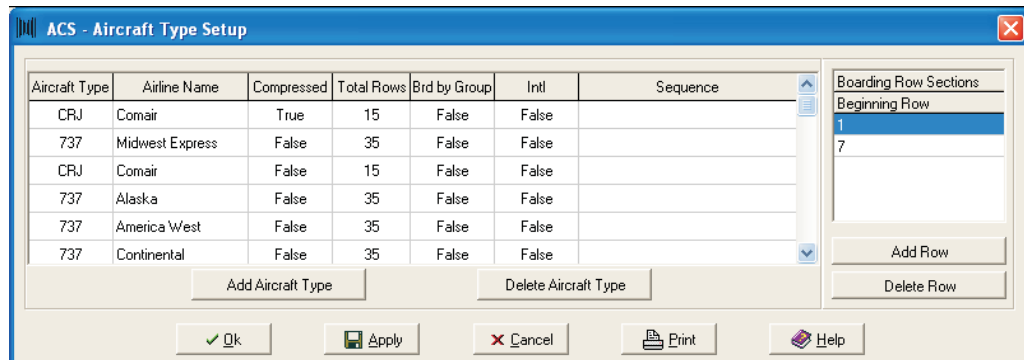 ACS - Aircraft Type Setup
Aircraft Type Airline Name Compressed Total Rows Brd by Group Intl Sequence
CRJ Comair True 15 False False
737 Midwest Express False 35 False False
CRJ Comair False 15 False False
737 Alaska False 35 False False
737 America West False 35 False False
737 Continental False 35 False False
Add Aircraft Type Delete Aircraft Type
Boarding Row Sections
Beginning Row
1
7
Add Row
Delete Row
Ok Apply Cancel Print Help